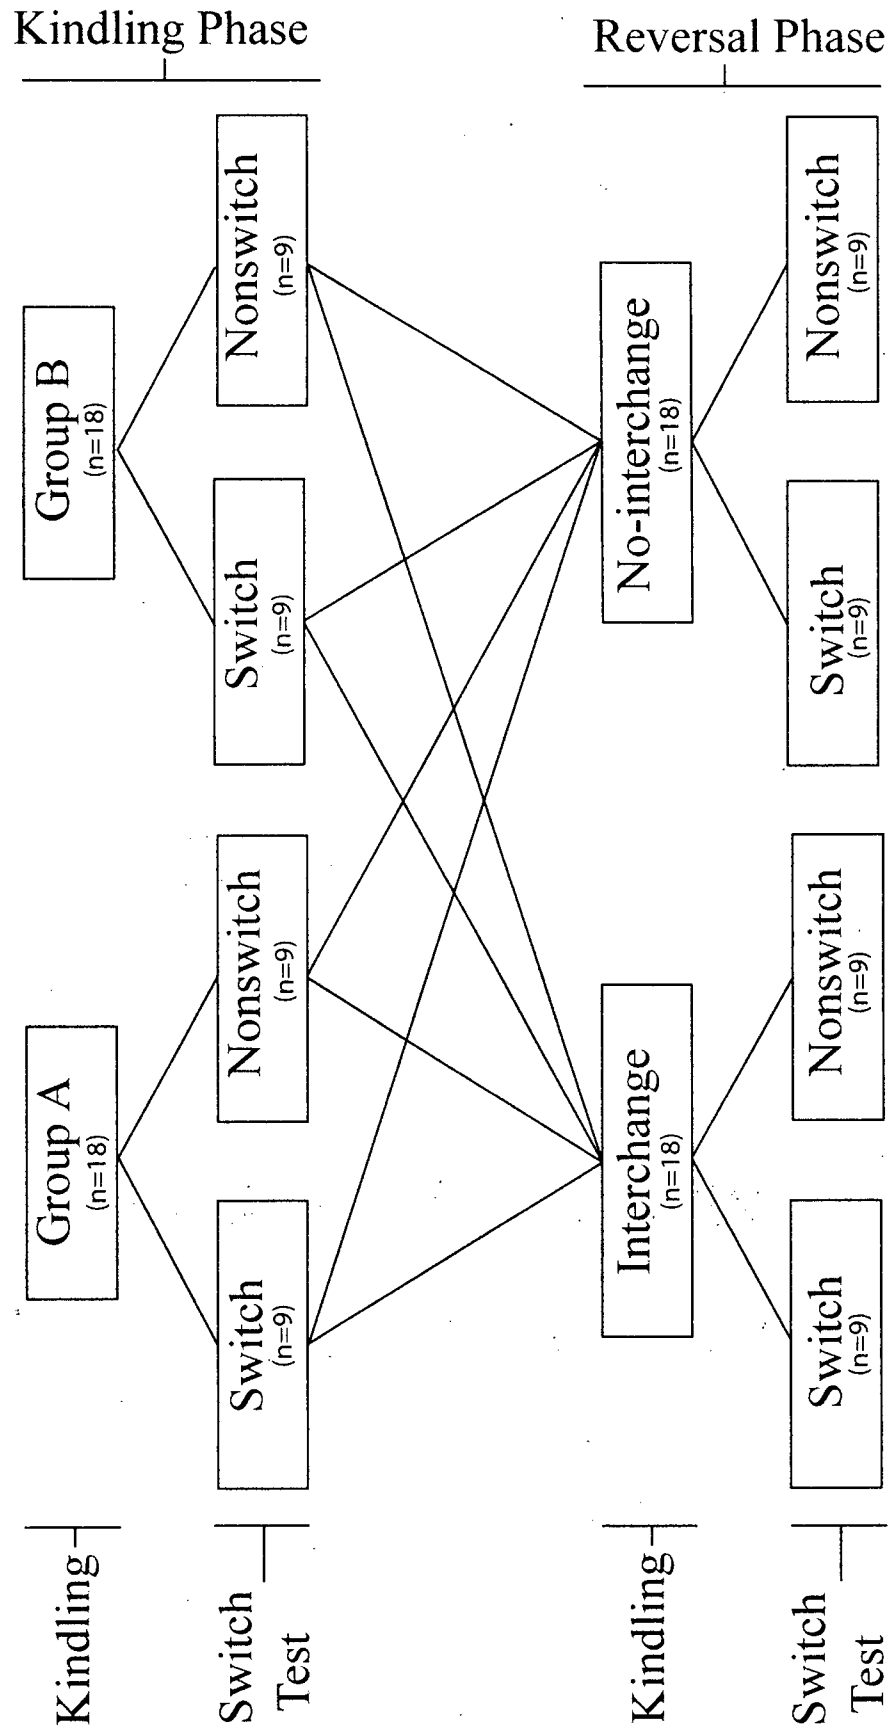 Kindling Phase
Reversal Phase
Kindling
Group A
(n=18)
Group B
(n=18)
Switch
Test
Switch
(n=9)
Nonswitch
(n=9)
Switch
(n=9)
Nonswitch
(n=9)
Kindling
Interchange
(n=18)
No-interchange
(n=18)
Switch
Test
Switch
(n=9)
Nonswitch
(n=9)
Switch
(n=9)
Nonswitch
(n=9)